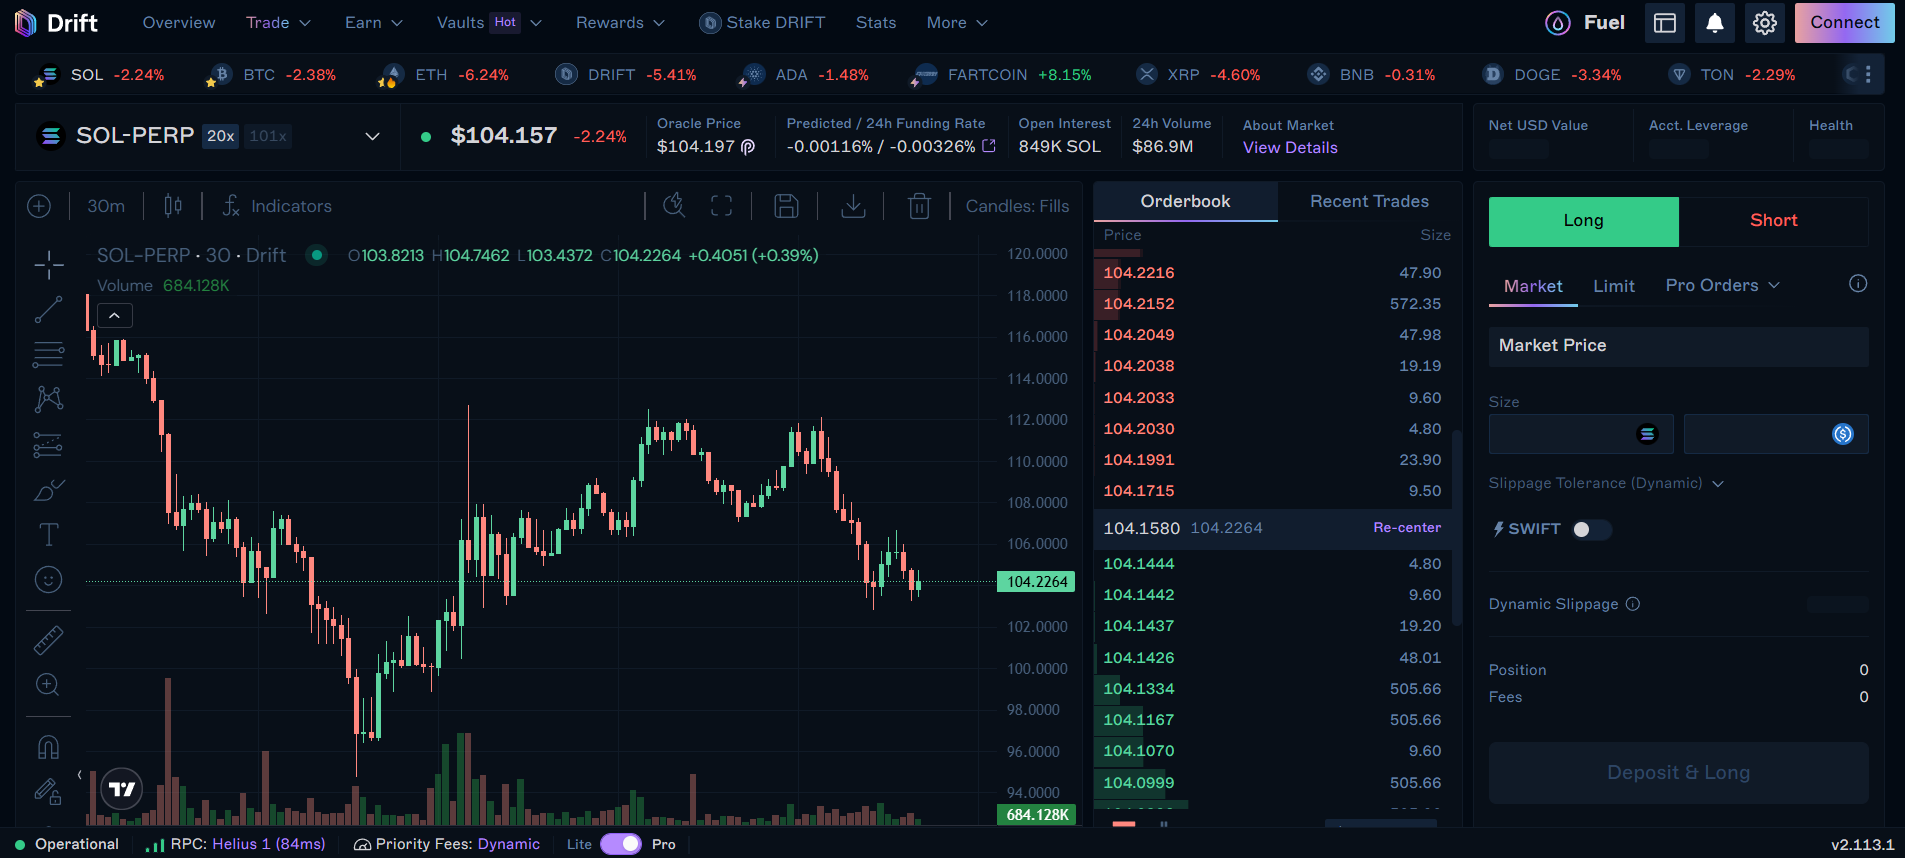 Drift Overview Trade Earn Vaults Hot Rewards Stake DRIFT Stats More Fuel Connect
SOL -2.24% BTC -2.38% ETH -6.24% DRIFT -5.41% ADA -1.48% FARTCOIN +8.15% XRP -4.60% BNB -0.31% DOGE -3.34% TON -2.29%
SOL-PERP 20x 101x
$104.157 -2.24%
Oracle Price
$104.197
Predicted / 24h Funding Rate
-0.00116% / -0.00326%
Open Interest
849K SOL
24h Volume
$86.9M
About Market
View Details
Net USD Value
Acct. Leverage
Health
30m Indicators Candles: Fills
SOL-PERP · 30 · Drift O103.8213 H104.7462 L103.4372 C104.2264 +0.4051 (+0.39%)
Volume 684.128K
120.0000
118.0000
116.0000
114.0000
112.0000
110.0000
108.0000
106.0000
104.2264
102.0000
100.0000
98.0000
96.0000
94.0000
684.128K
Orderbook Recent Trades
Price Size
104.2216 47.90
104.2152 572.35
104.2049 47.98
104.2038 19.19
104.2033 9.60
104.2030 4.80
104.1991 23.90
104.1715 9.50
104.1580 104.2264 Re-center
104.1444 4.80
104.1442 9.60
104.1437 19.20
104.1426 48.01
104.1334 505.66
104.1167 505.66
104.1070 9.60
104.0999 505.66
Long Short
Market Limit Pro Orders
Market Price
Size
Slippage Tolerance (Dynamic)
SWIFT
Dynamic Slippage
Position 0
Fees 0
Deposit & Long
Operational RPC: Helius 1 (84ms) Priority Fees: Dynamic Lite Pro v2.113.1